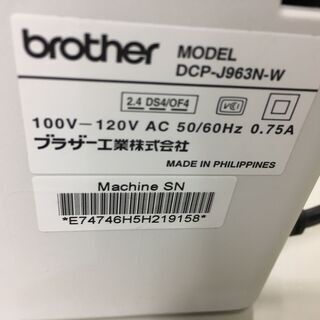 brother
MODEL
DCP-J963N-W
2.4 DS4/OF4
100V-120V AC 50/60Hz 0.75A
ブラザー工業株式会社
MADE IN PHILIPPINES
Machine SN
*E74746H5H219158*